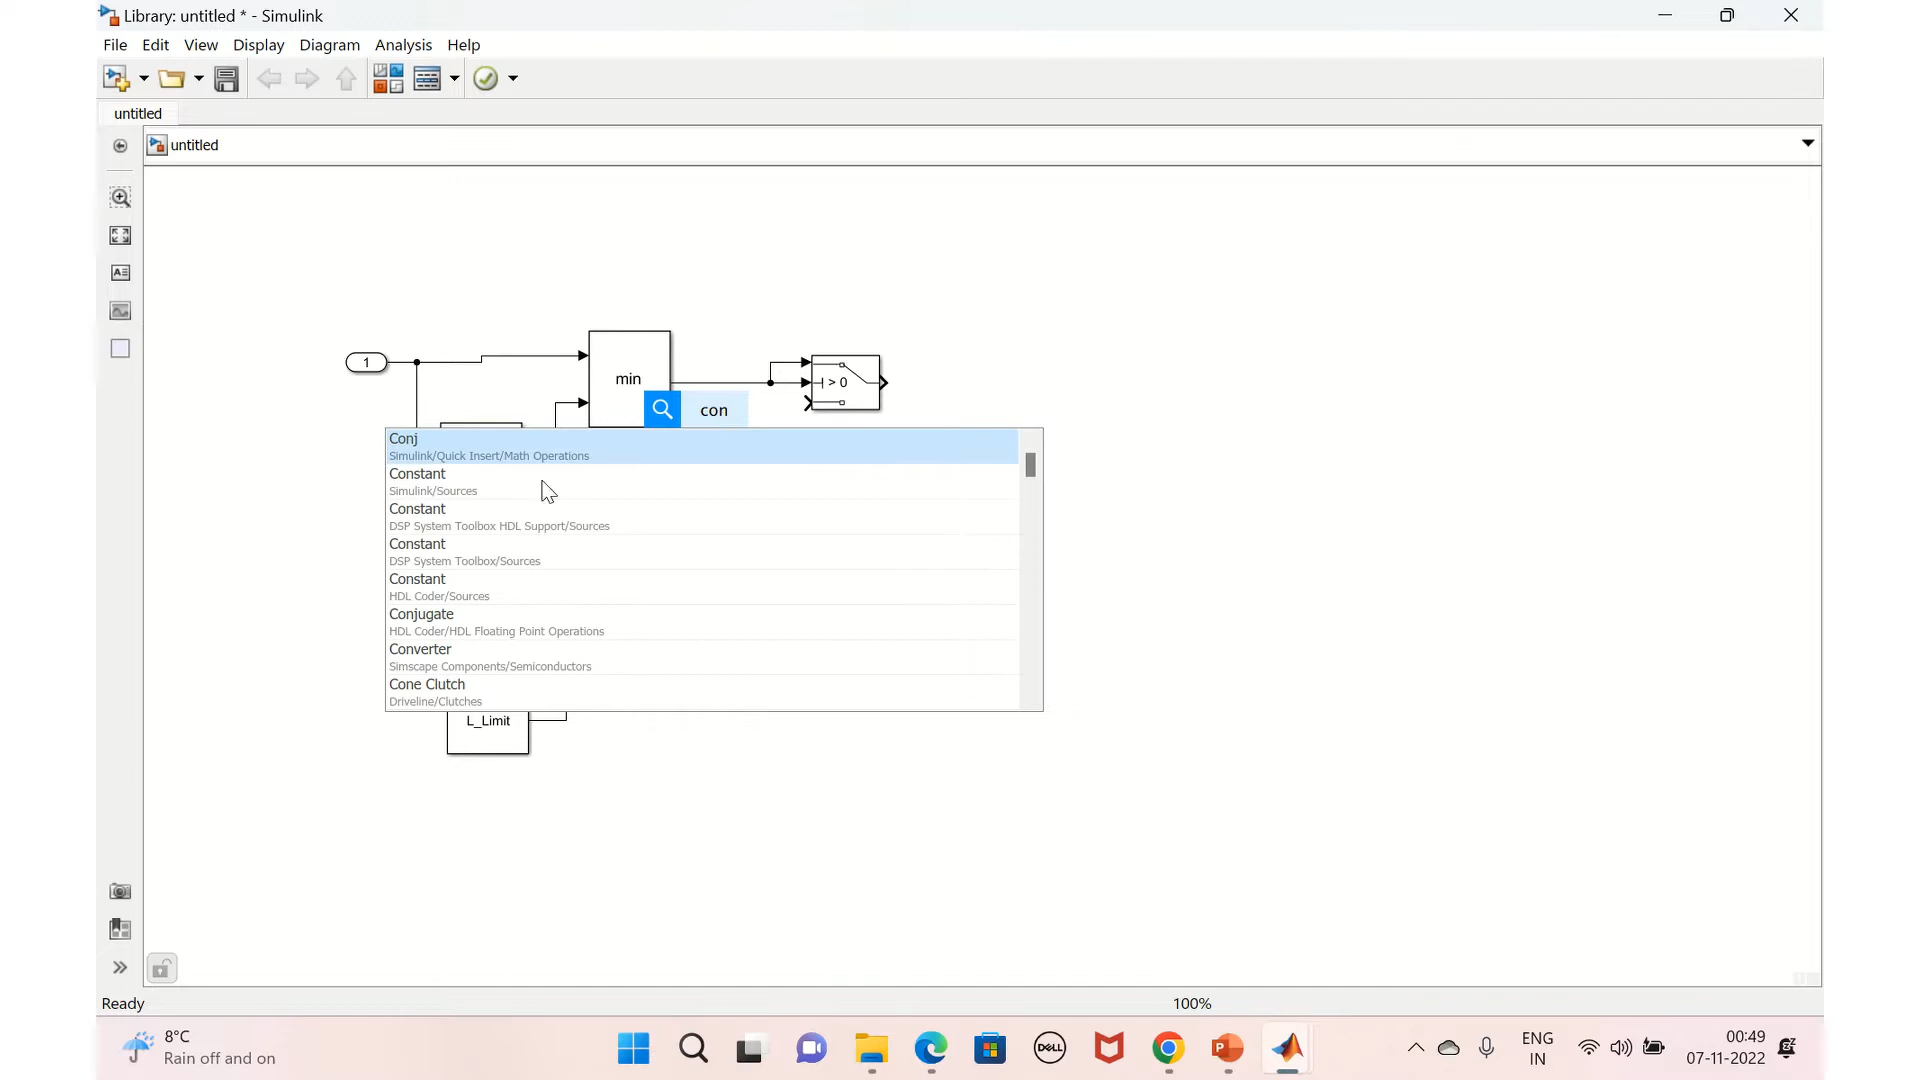 Library: untitled * - Simulink
File Edit View Display Diagram Analysis Help
untitled
untitled
1
min
> 0
con
Conj
Simulink/Quick Insert/Math Operations
Constant
Simulink/Sources
Constant
DSP System Toolbox HDL Support/Sources
Constant
DSP System Toolbox/Sources
Constant
HDL Coder/Sources
Conjugate
HDL Coder/HDL Floating Point Operations
Converter
Simscape Components/Semiconductors
Cone Clutch
Driveline/Clutches
L_Limit
Ready 100%
8°C
Rain off and on
DELL
ENG
IN
00:49
07-11-2022